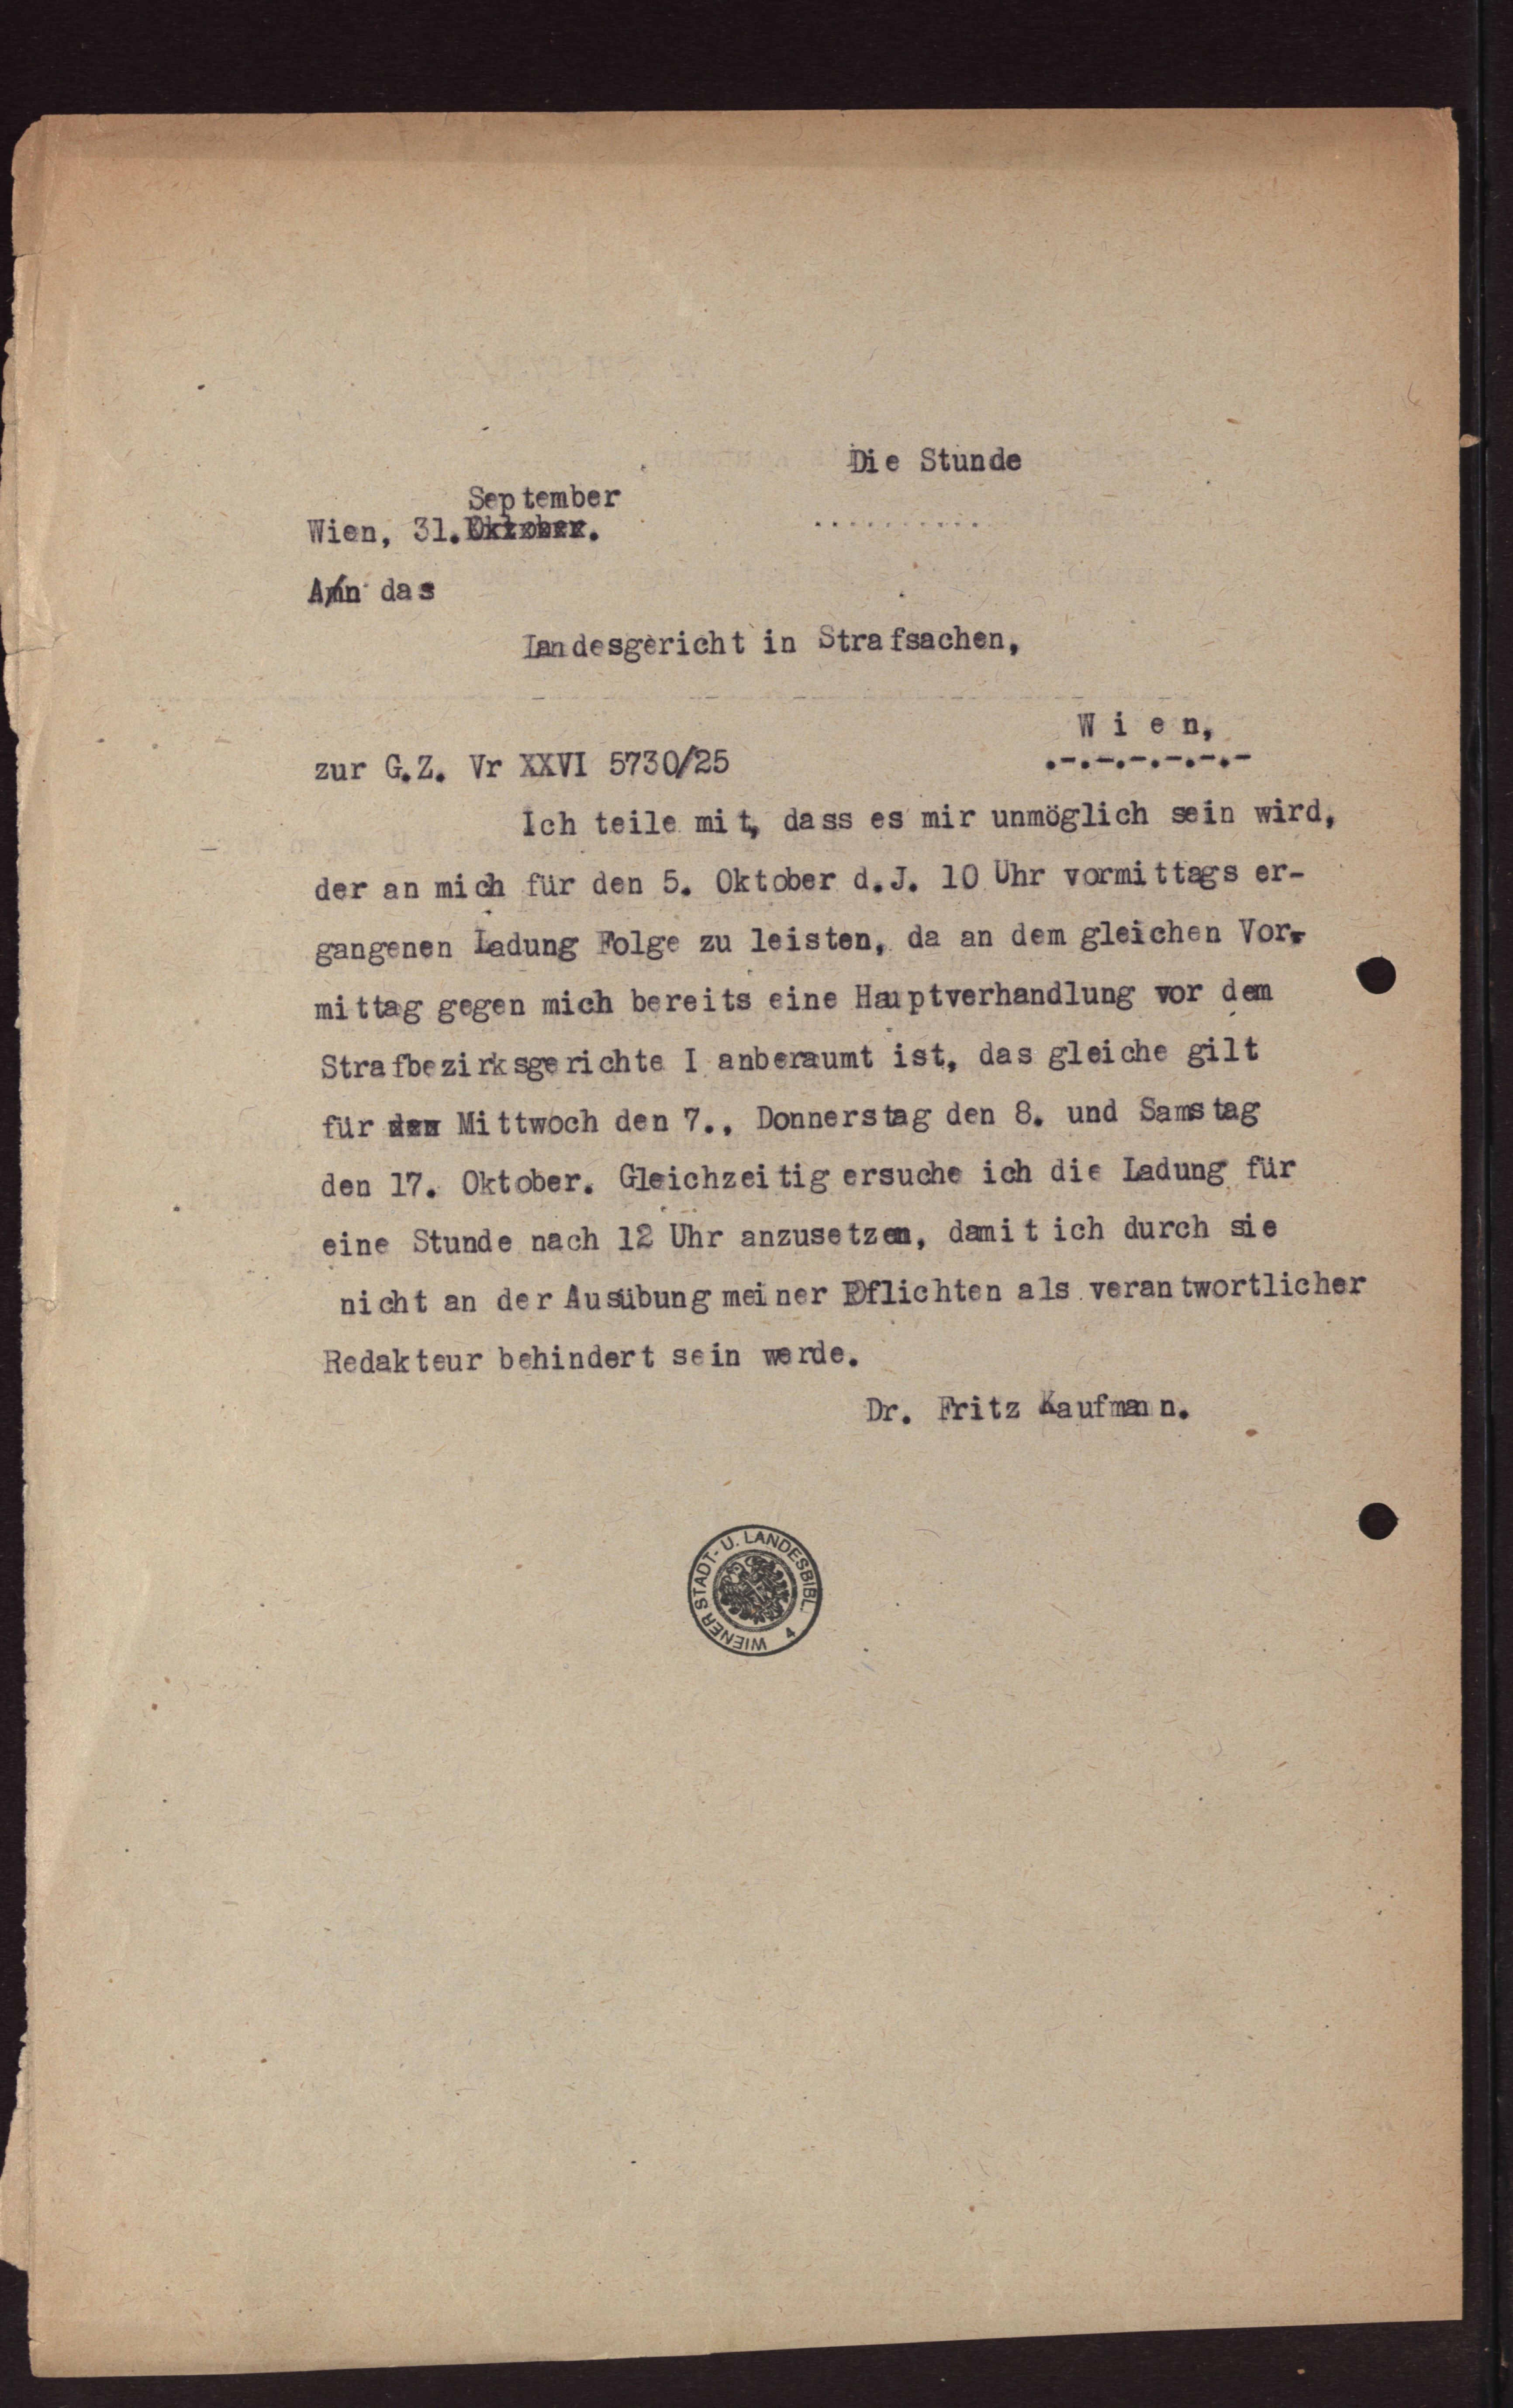 Die Stunde
September
Wien, 31. Oktober.
..........
An das
Landesgericht in Strafsachen,
W i e n,
.-.-.-.-.-.-
zur G.Z. Vr XXVI 5730/25
Ich teile mit, dass es mir unmöglich sein wird,
der an mich für den 5. Oktober d.J. 10 Uhr vormittags er-
gangenen Ladung Folge zu leisten, da an dem gleichen Vor-
mittag gegen mich bereits eine Hauptverhandlung vor dem
Strafbezirksgerichte I anberaumt ist, das gleiche gilt
für den Mittwoch den 7., Donnerstag den 8. und Samstag
den 17. Oktober. Gleichzeitig ersuche ich die Ladung für
eine Stunde nach 12 Uhr anzusetzen, damit ich durch sie
nicht an der Ausübung meiner Pflichten als verantwortlicher
Redakteur behindert sein werde.
Dr. Fritz Kaufmann.
WIENER STADT- U. LANDESBIBL. 4